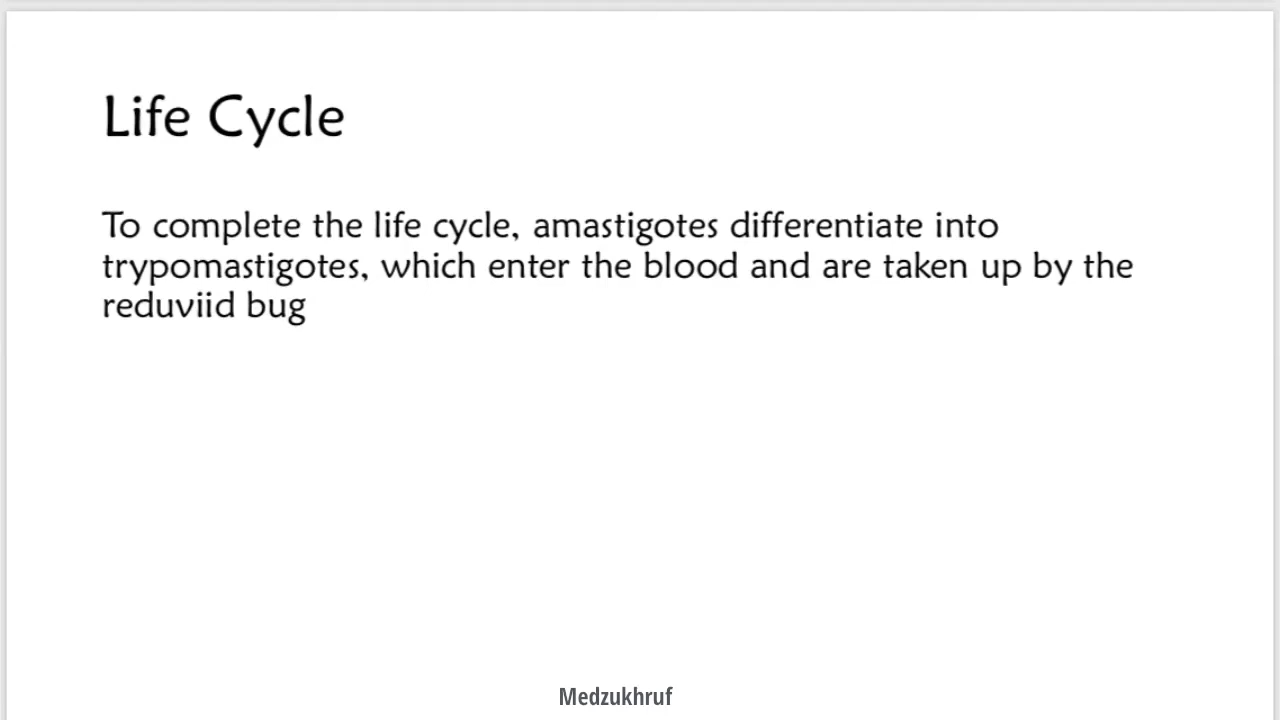 Life Cycle
To complete the life cycle, amastigotes differentiate into
trypomastigotes, which enter the blood and are taken up by the
reduviid bug
Medzukhruf